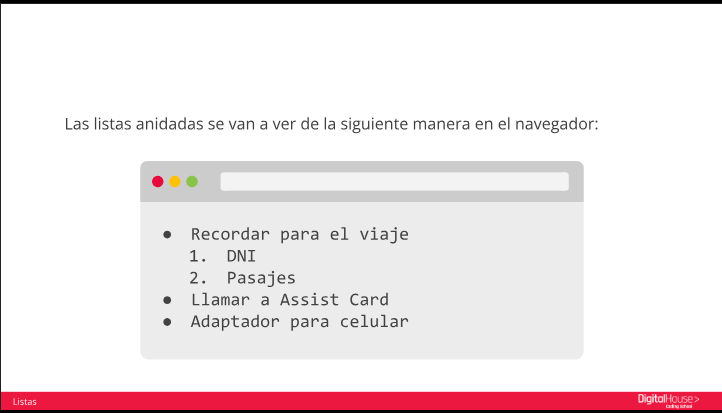 Las listas anidadas se van a ver de la siguiente manera en el navegador:
● Recordar para el viaje
1. DNI
2. Pasajes
● Llamar a Assist Card
● Adaptador para celular
Listas
DigitalHouse>
Coding School